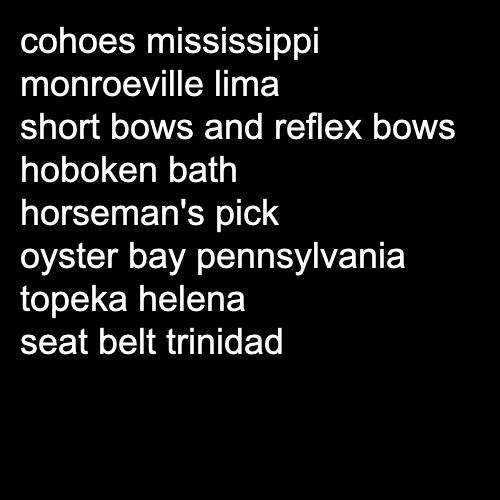 cohoes mississippi
monroeville lima
short bows and reflex bows
hoboken bath
horseman's pick
oyster bay pennsylvania
topeka helena
seat belt trinidad